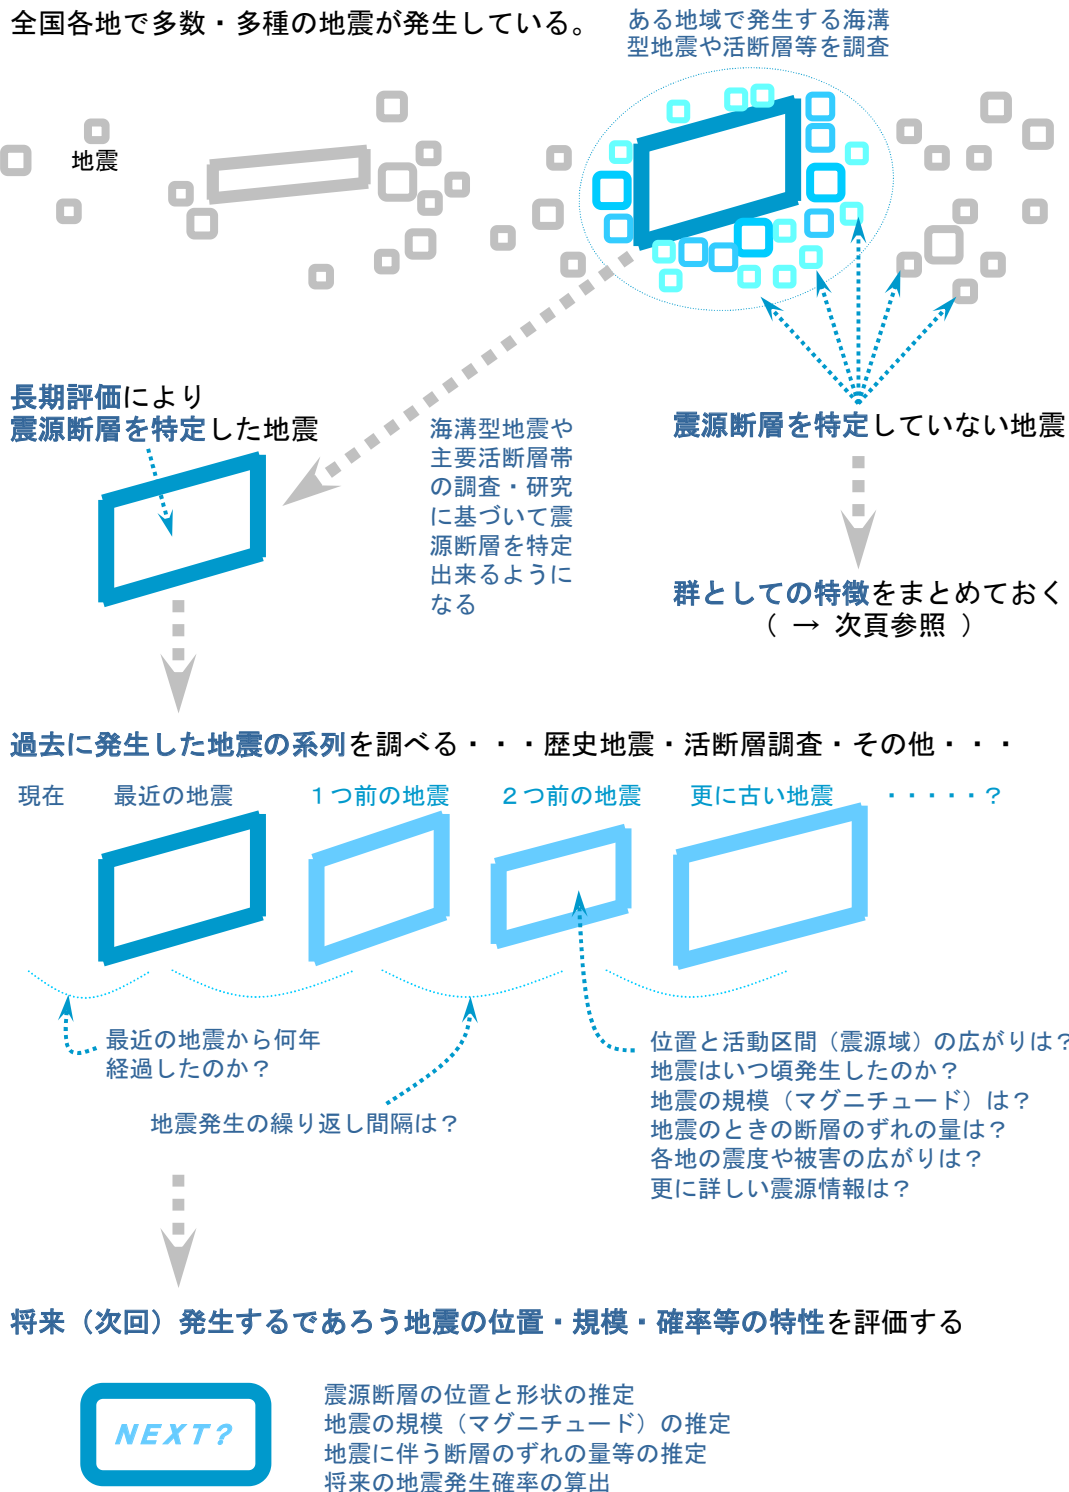 全国各地で多数・多種の地震が発生している。
ある地域で発生する海溝
型地震や活断層等を調査
地震
長期評価により
震源断層を特定した地震
海溝型地震や
主要活断層帯
の調査・研究
に基づいて震
源断層を特定
出来るように
なる
震源断層を特定していない地震
群としての特徴をまとめておく
（ → 次頁参照 ）
過去に発生した地震の系列を調べる・・・歴史地震・活断層調査・その他・・・
現在 最近の地震 １つ前の地震 ２つ前の地震 更に古い地震 ・・・・・？
最近の地震から何年
経過したのか？
地震発生の繰り返し間隔は？
位置と活動区間（震源域）の広がりは？
地震はいつ頃発生したのか？
地震の規模（マグニチュード）は？
地震のときの断層のずれの量は？
各地の震度や被害の広がりは？
更に詳しい震源情報は？
将来（次回）発生するであろう地震の位置・規模・確率等の特性を評価する
NEXT?
震源断層の位置と形状の推定
地震の規模（マグニチュード）の推定
地震に伴う断層のずれの量等の推定
将来の地震発生確率の算出